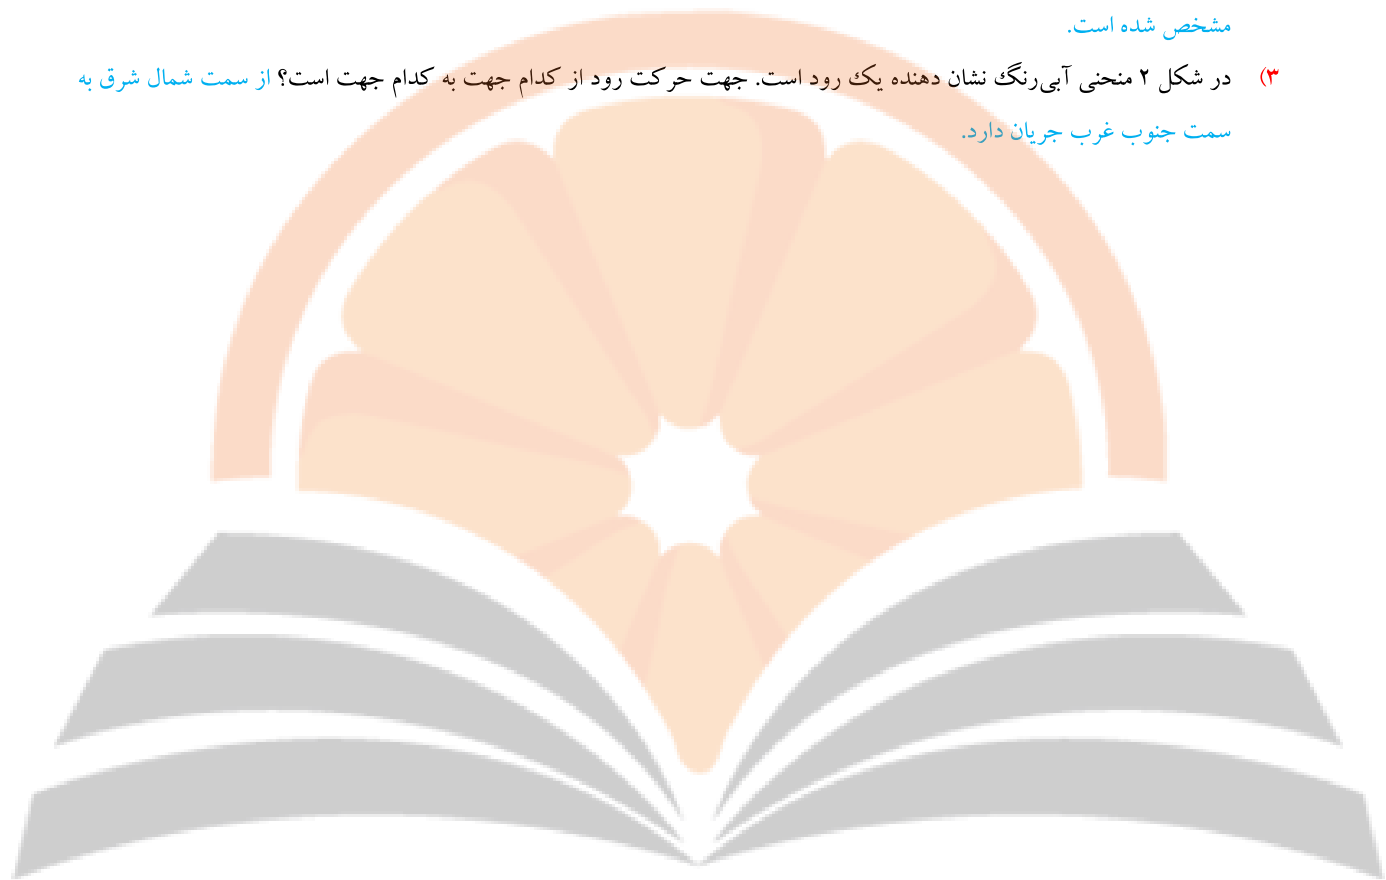 مشخص شده است.
۳) در شکل ۲ منحنی آبی‌رنگ نشان دهنده یک رود است. جهت حرکت رود از کدام جهت به کدام جهت است؟ از سمت شمال شرق به
سمت جنوب غرب جریان دارد.